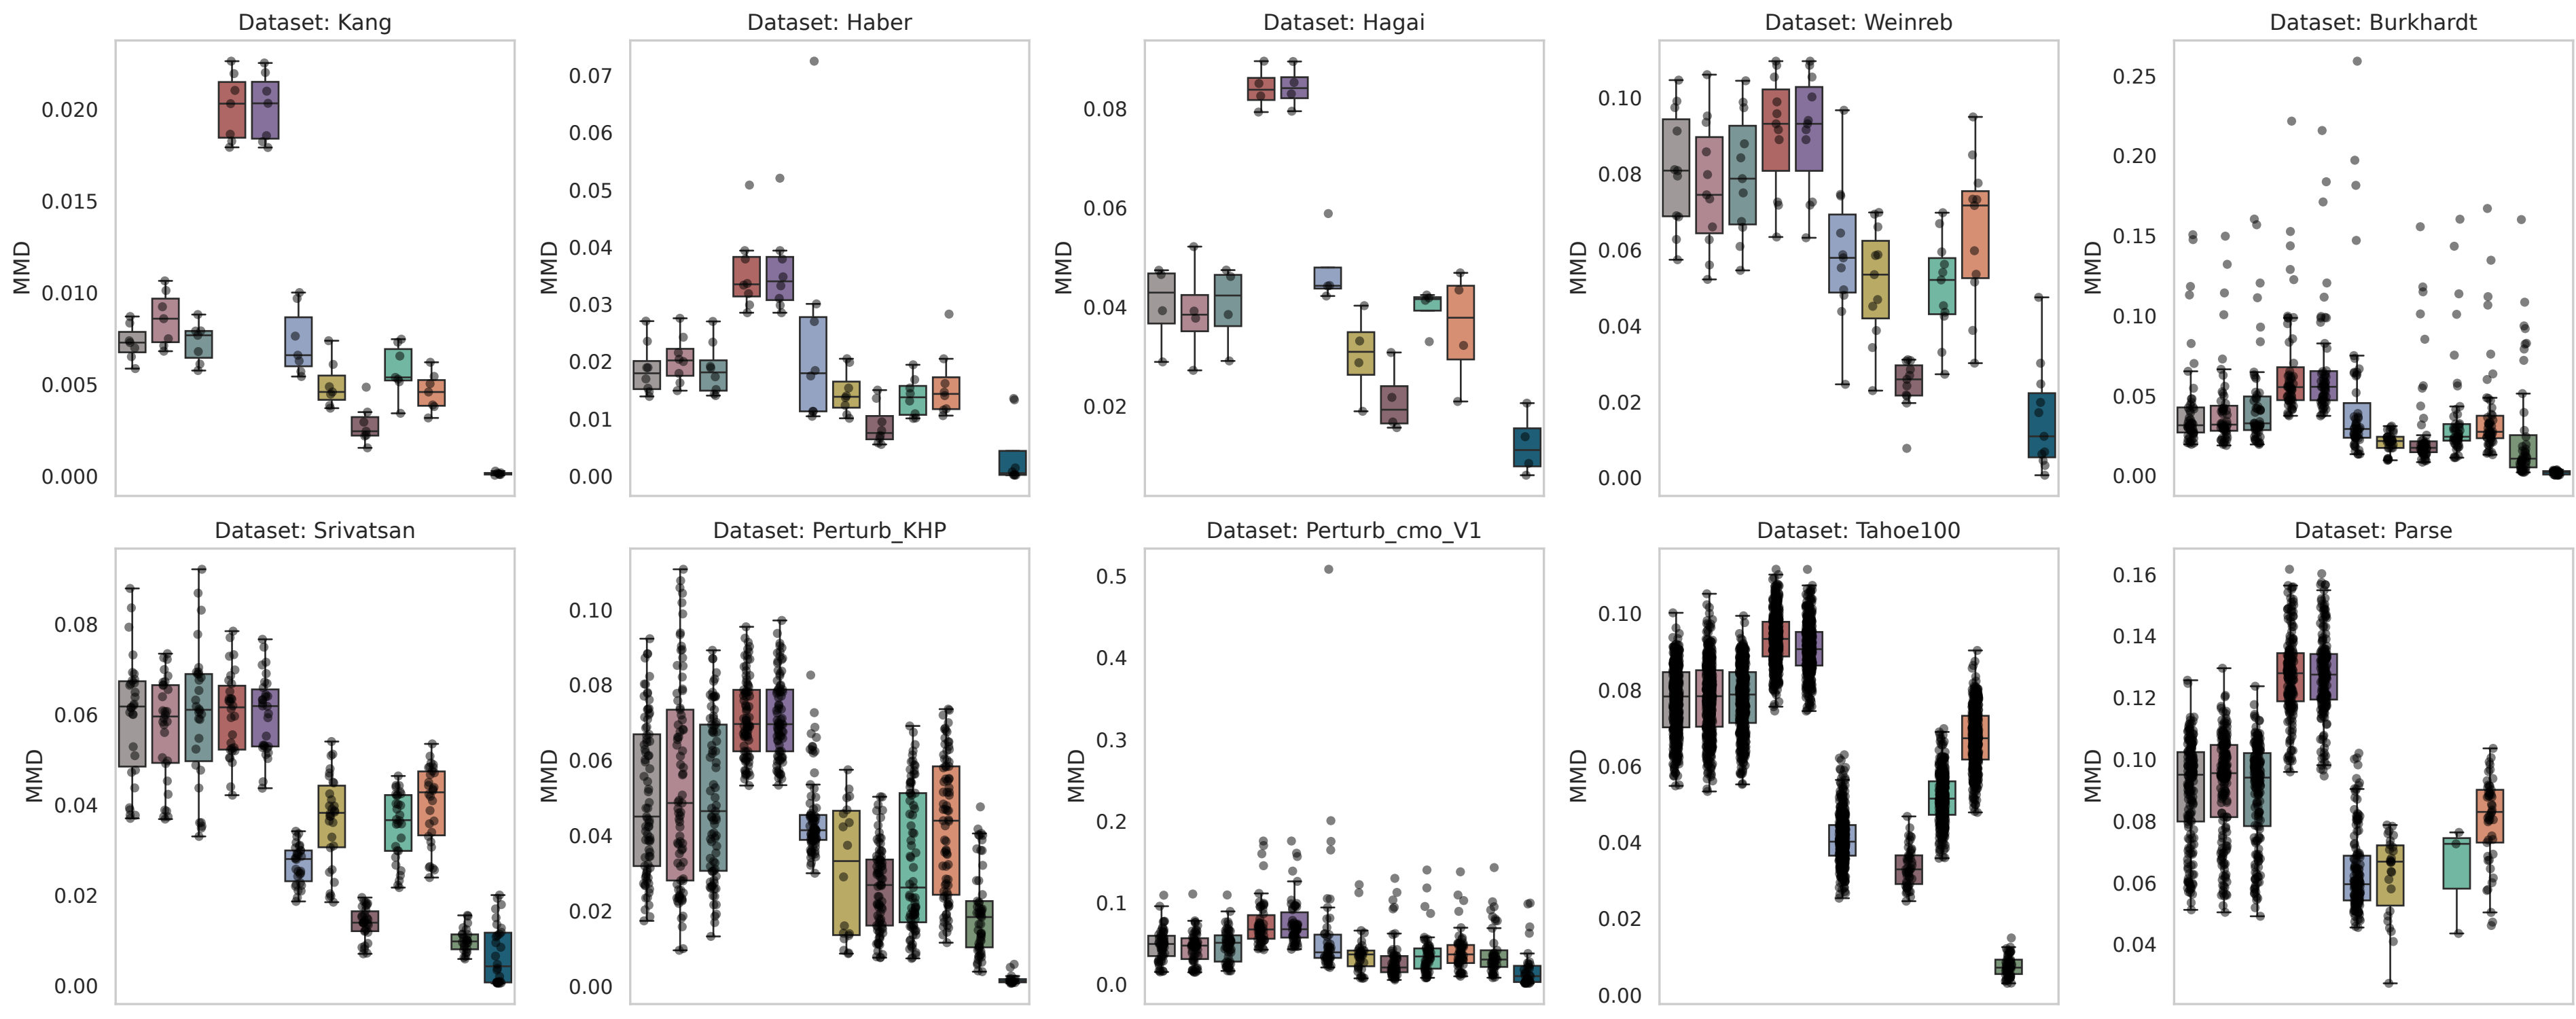 Dataset: Kang
MMD
0.020
0.015
0.010
0.005
0.000
Dataset: Haber
MMD
0.07
0.06
0.05
0.04
0.03
0.02
0.01
0.00
Dataset: Hagai
MMD
0.08
0.06
0.04
0.02
Dataset: Weinreb
MMD
0.10
0.08
0.06
0.04
0.02
0.00
Dataset: Burkhardt
MMD
0.25
0.20
0.15
0.10
0.05
0.00
Dataset: Srivatsan
MMD
0.08
0.06
0.04
0.02
0.00
Dataset: Perturb_KHP
MMD
0.10
0.08
0.06
0.04
0.02
0.00
Dataset: Perturb_cmo_V1
MMD
0.5
0.4
0.3
0.2
0.1
0.0
Dataset: Tahoe100
MMD
0.10
0.08
0.06
0.04
0.02
0.00
Dataset: Parse
MMD
0.16
0.14
0.12
0.10
0.08
0.06
0.04